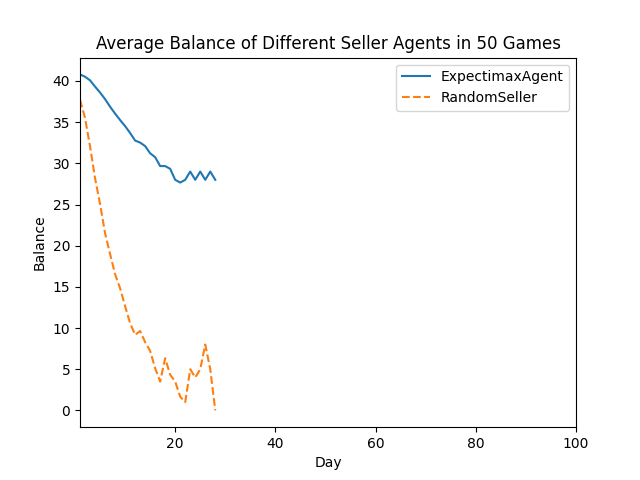 Average Balance of Different Seller Agents in 50 Games
ExpectimaxAgent
RandomSeller
40
35
30
25
20
15
10
5
0
Balance
20 40 60 80 100
Day